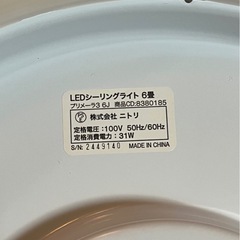 LEDシーリングライト 6畳
プリメーラ3 6J 商品CD:8380185
株式会社 ニトリ
定格電圧:100V 50Hz/60Hz
定格消費電力:31W
S/N: 2449140 MADE IN CHINA